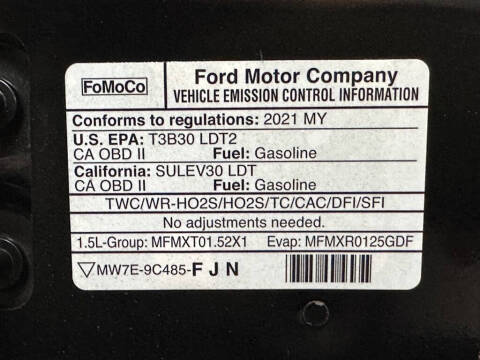 FoMoCo
Ford Motor Company
VEHICLE EMISSION CONTROL INFORMATION
Conforms to regulations: 2021 MY
U.S. EPA: T3B30 LDT2
CA OBD II Fuel: Gasoline
California: SULEV30 LDT
CA OBD II Fuel: Gasoline
TWC/WR-HO2S/HO2S/TC/CAC/DFI/SFI
No adjustments needed.
1.5L-Group: MFMXT01.52X1 Evap: MFMXR0125GDF
▽MW7E-9C485-F J N